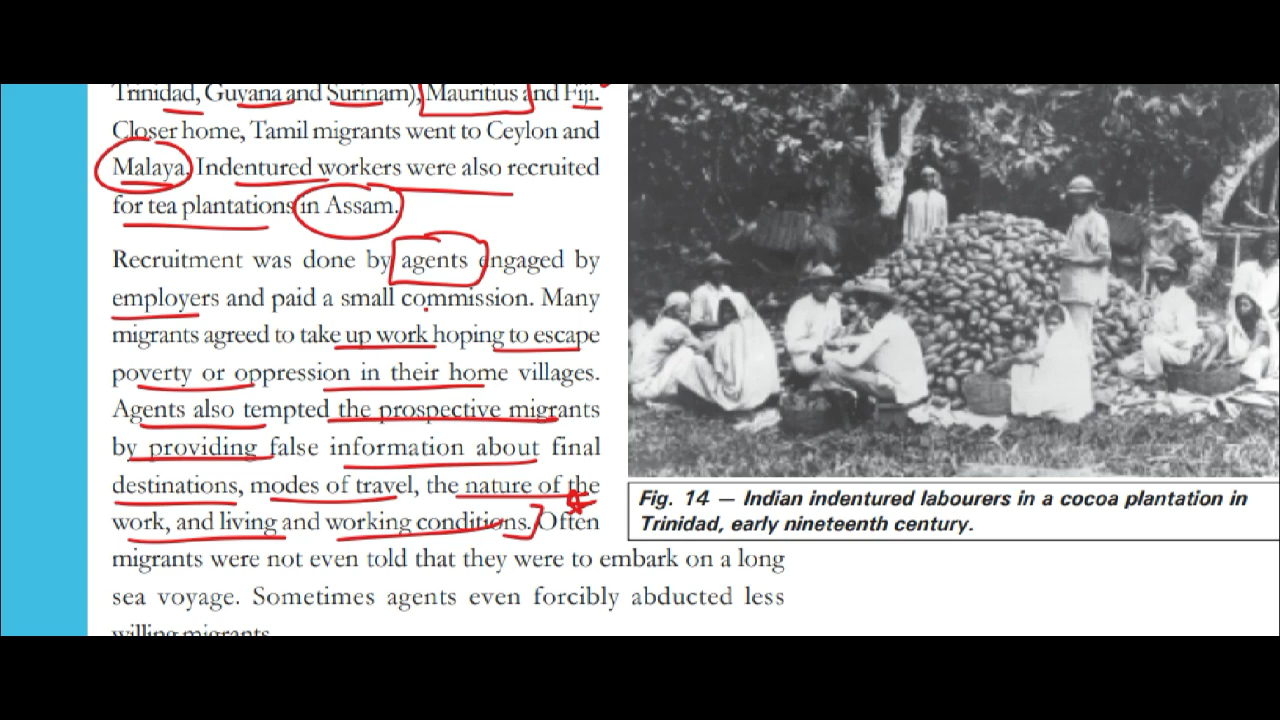 Trinidad, Guyana and Surinam), Mauritius and Fiji.
Closer home, Tamil migrants went to Ceylon and
Malaya. Indentured workers were also recruited
for tea plantations in Assam.
Recruitment was done by agents engaged by
employers and paid a small commission. Many
migrants agreed to take up work hoping to escape
poverty or oppression in their home villages.
Agents also tempted the prospective migrants
by providing false information about final
destinations, modes of travel, the nature of the
work, and living and working conditions. Often
migrants were not even told that they were to embark on a long
sea voyage. Sometimes agents even forcibly abducted less
willing migrants.
Fig. 14 — Indian indentured labourers in a cocoa plantation in
Trinidad, early nineteenth century.